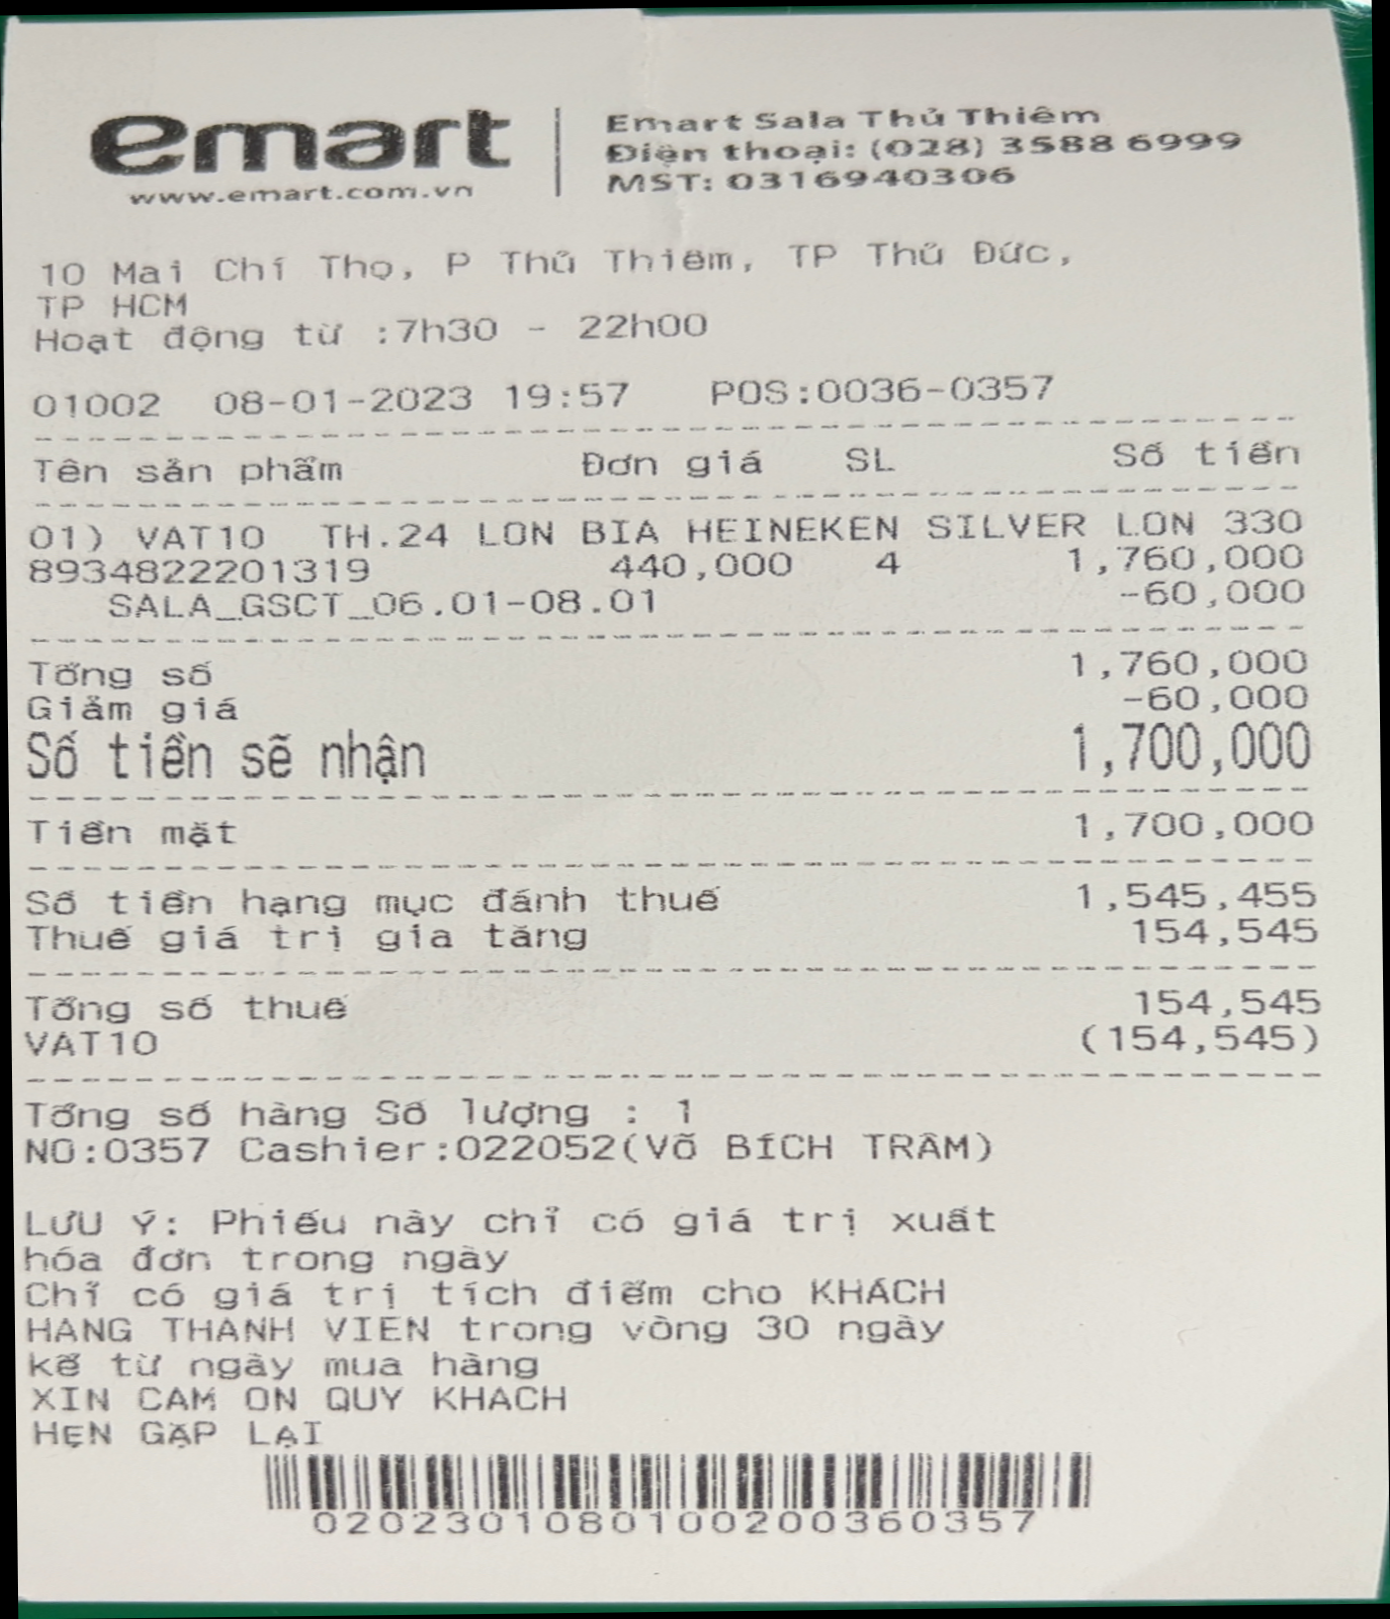 emart
www.emart.com.vn
Emart Sala Thủ Thiêm
Điện thoại: (028) 3588 6999
MST: 0316940306
10 Mai Chí Thọ, P Thủ Thiêm, TP Thủ Đức,
TP HCM
Hoạt động từ :7h30 - 22h00
01002 08-01-2023 19:57 POS:0036-0357
Tên sản phẩm Đơn giá SL Số tiền
01) VAT10 TH.24 LON BIA HEINEKEN SILVER LON 330
8934822201319 440,000 4 1,760,000
SALA_GSCT_06.01-08.01 -60,000
Tổng số 1,760,000
Giảm giá -60,000
Số tiền sẽ nhận 1,700,000
Tiền mặt 1,700,000
Số tiền hạng mục đánh thuế 1,545,455
Thuế giá trị gia tăng 154,545
Tổng số thuế 154,545
VAT10 (154,545)
Tổng số hàng Số lượng : 1
NO:0357 Cashier:022052(Võ BÍCH TRÂM)
LƯU Ý: Phiếu này chỉ có giá trị xuất
hóa đơn trong ngày
Chỉ có giá trị tích điểm cho KHÁCH
HANG THANH VIEN trong vòng 30 ngày
kể từ ngày mua hàng
XIN CAM ON QUY KHACH
HẸN GẶP LẠI
0202301080100200360357